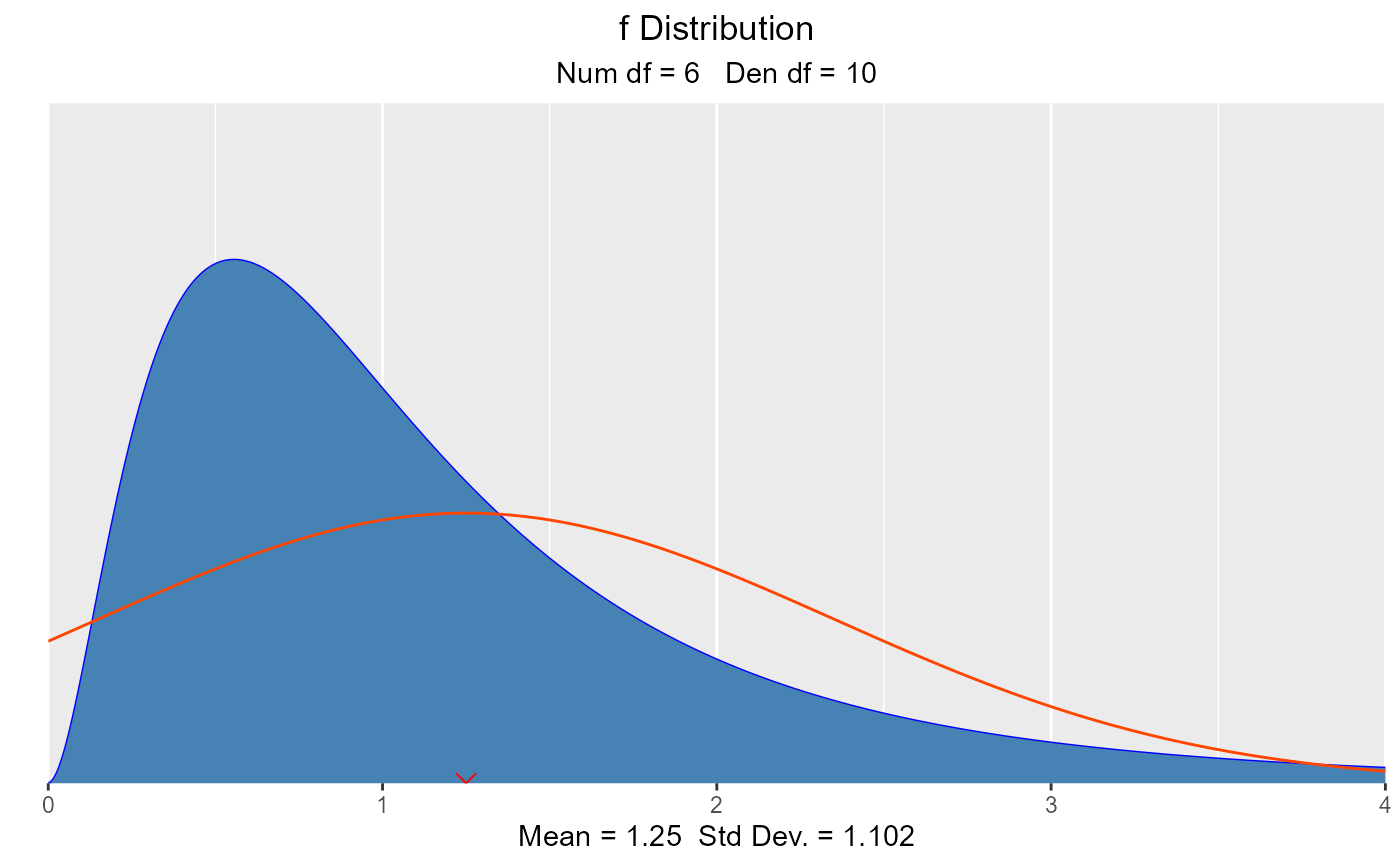 f Distribution
Num df = 6 Den df = 10
0 1 2 3 4
Mean = 1.25 Std Dev. = 1.102